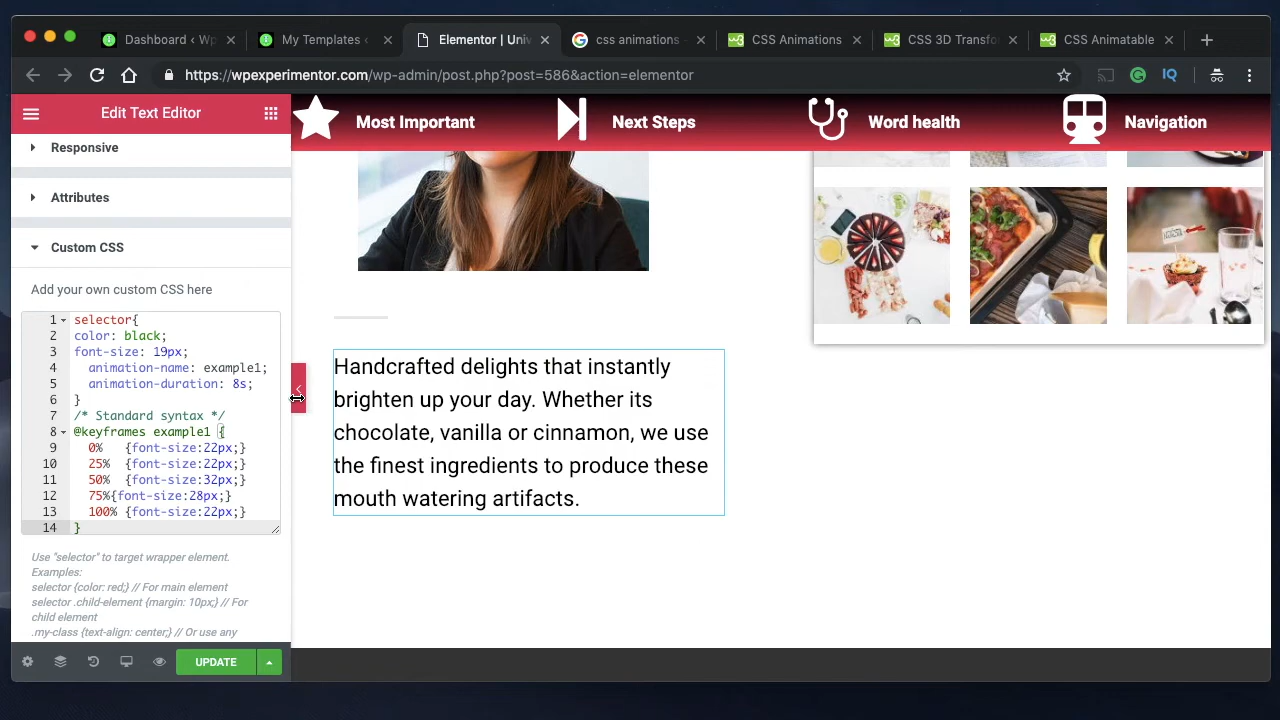 Dashboard ‹ Wp
My Templates ‹
Elementor | Univ
css animations -
CSS Animations
CSS 3D Transfo
CSS Animatable
https://wpexperimentor.com/wp-admin/post.php?post=586&action=elementor
IQ
Edit Text Editor
Most Important
Next Steps
Word health
Navigation
Responsive
Attributes
Custom CSS
Add your own custom CSS here
1 selector{
2 color: black;
3 font-size: 19px;
4 animation-name: example1;
5 animation-duration: 8s;
6 }
7 /* Standard syntax */
8 @keyframes example1 {
9 0% {font-size:22px;}
10 25% {font-size:22px;}
11 50% {font-size:32px;}
12 75%{font-size:28px;}
13 100% {font-size:22px;}
14 }
Use "selector" to target wrapper element.
Examples:
selector {color: red;} // For main element
selector .child-element {margin: 10px;} // For
child element
.my-class {text-align: center;} // Or use any
UPDATE
Handcrafted delights that instantly
brighten up your day. Whether its
chocolate, vanilla or cinnamon, we use
the finest ingredients to produce these
mouth watering artifacts.